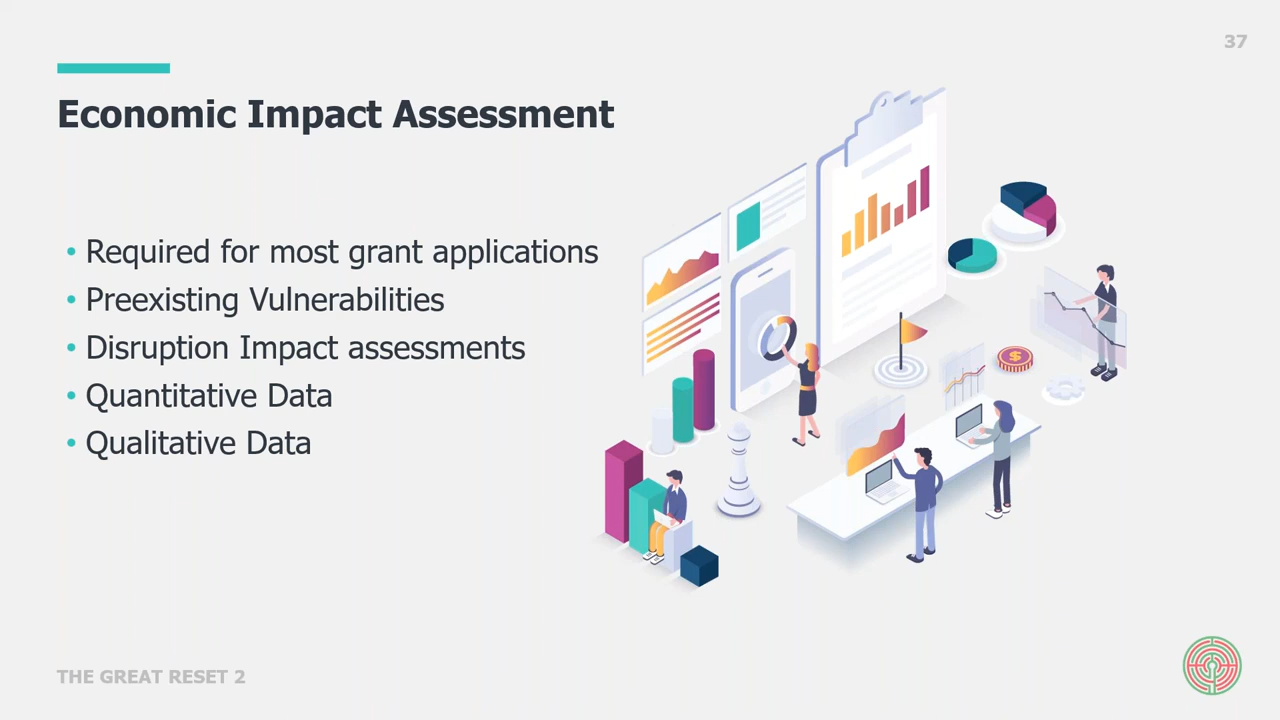 37
Economic Impact Assessment
• Required for most grant applications
• Preexisting Vulnerabilities
• Disruption Impact assessments
• Quantitative Data
• Qualitative Data
$
THE GREAT RESET 2